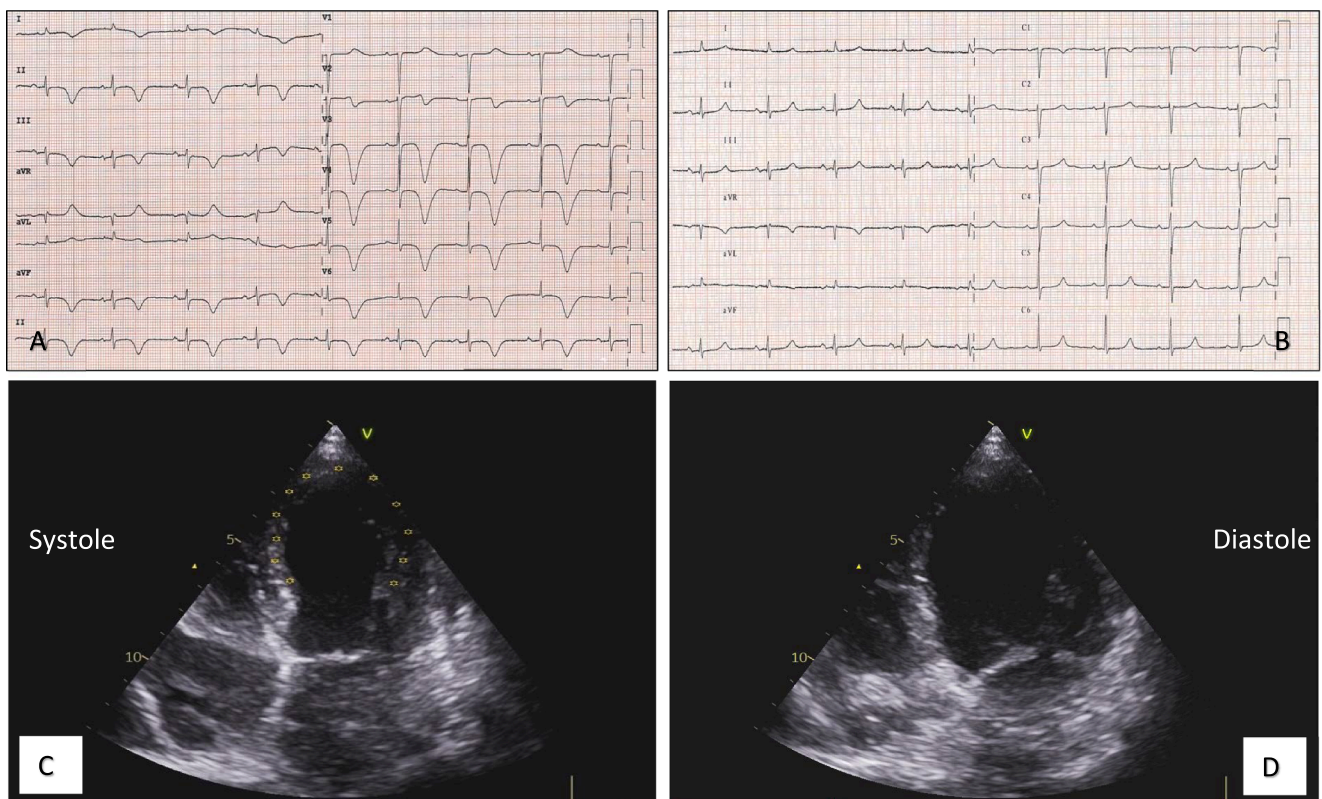 I
V1
II
V2
III
V3
aVR
V4
aVL
V5
aVF
V6
II
A
I
C1
II
C2
III
C3
aVR
C4
aVL
C5
aVF
C6
B
V
Systole
5
10
C
V
Diastole
5
10
D